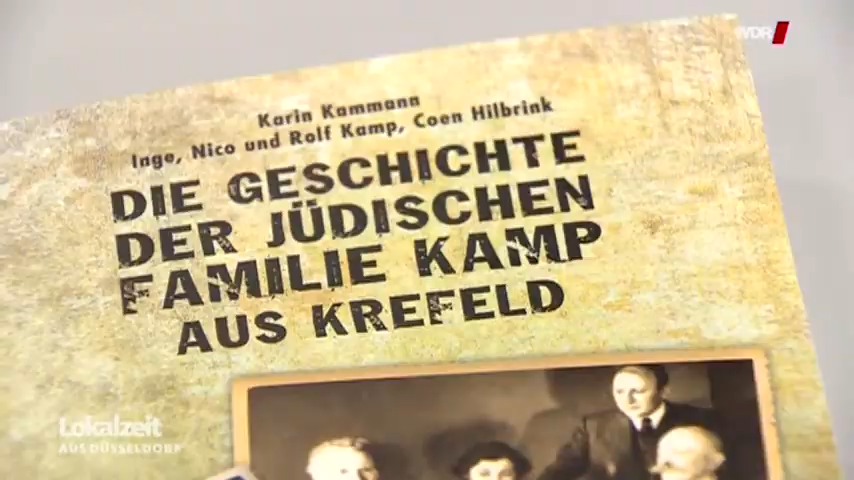 WDR
Karin Kammann
Inge, Nico und Rolf Kamp, Coen Hilbrink
DIE GESCHICHTE
DER JÜDISCHEN
FAMILIE KAMP
AUS KREFELD
Lokalzeit
AUS DÜSSELDORF